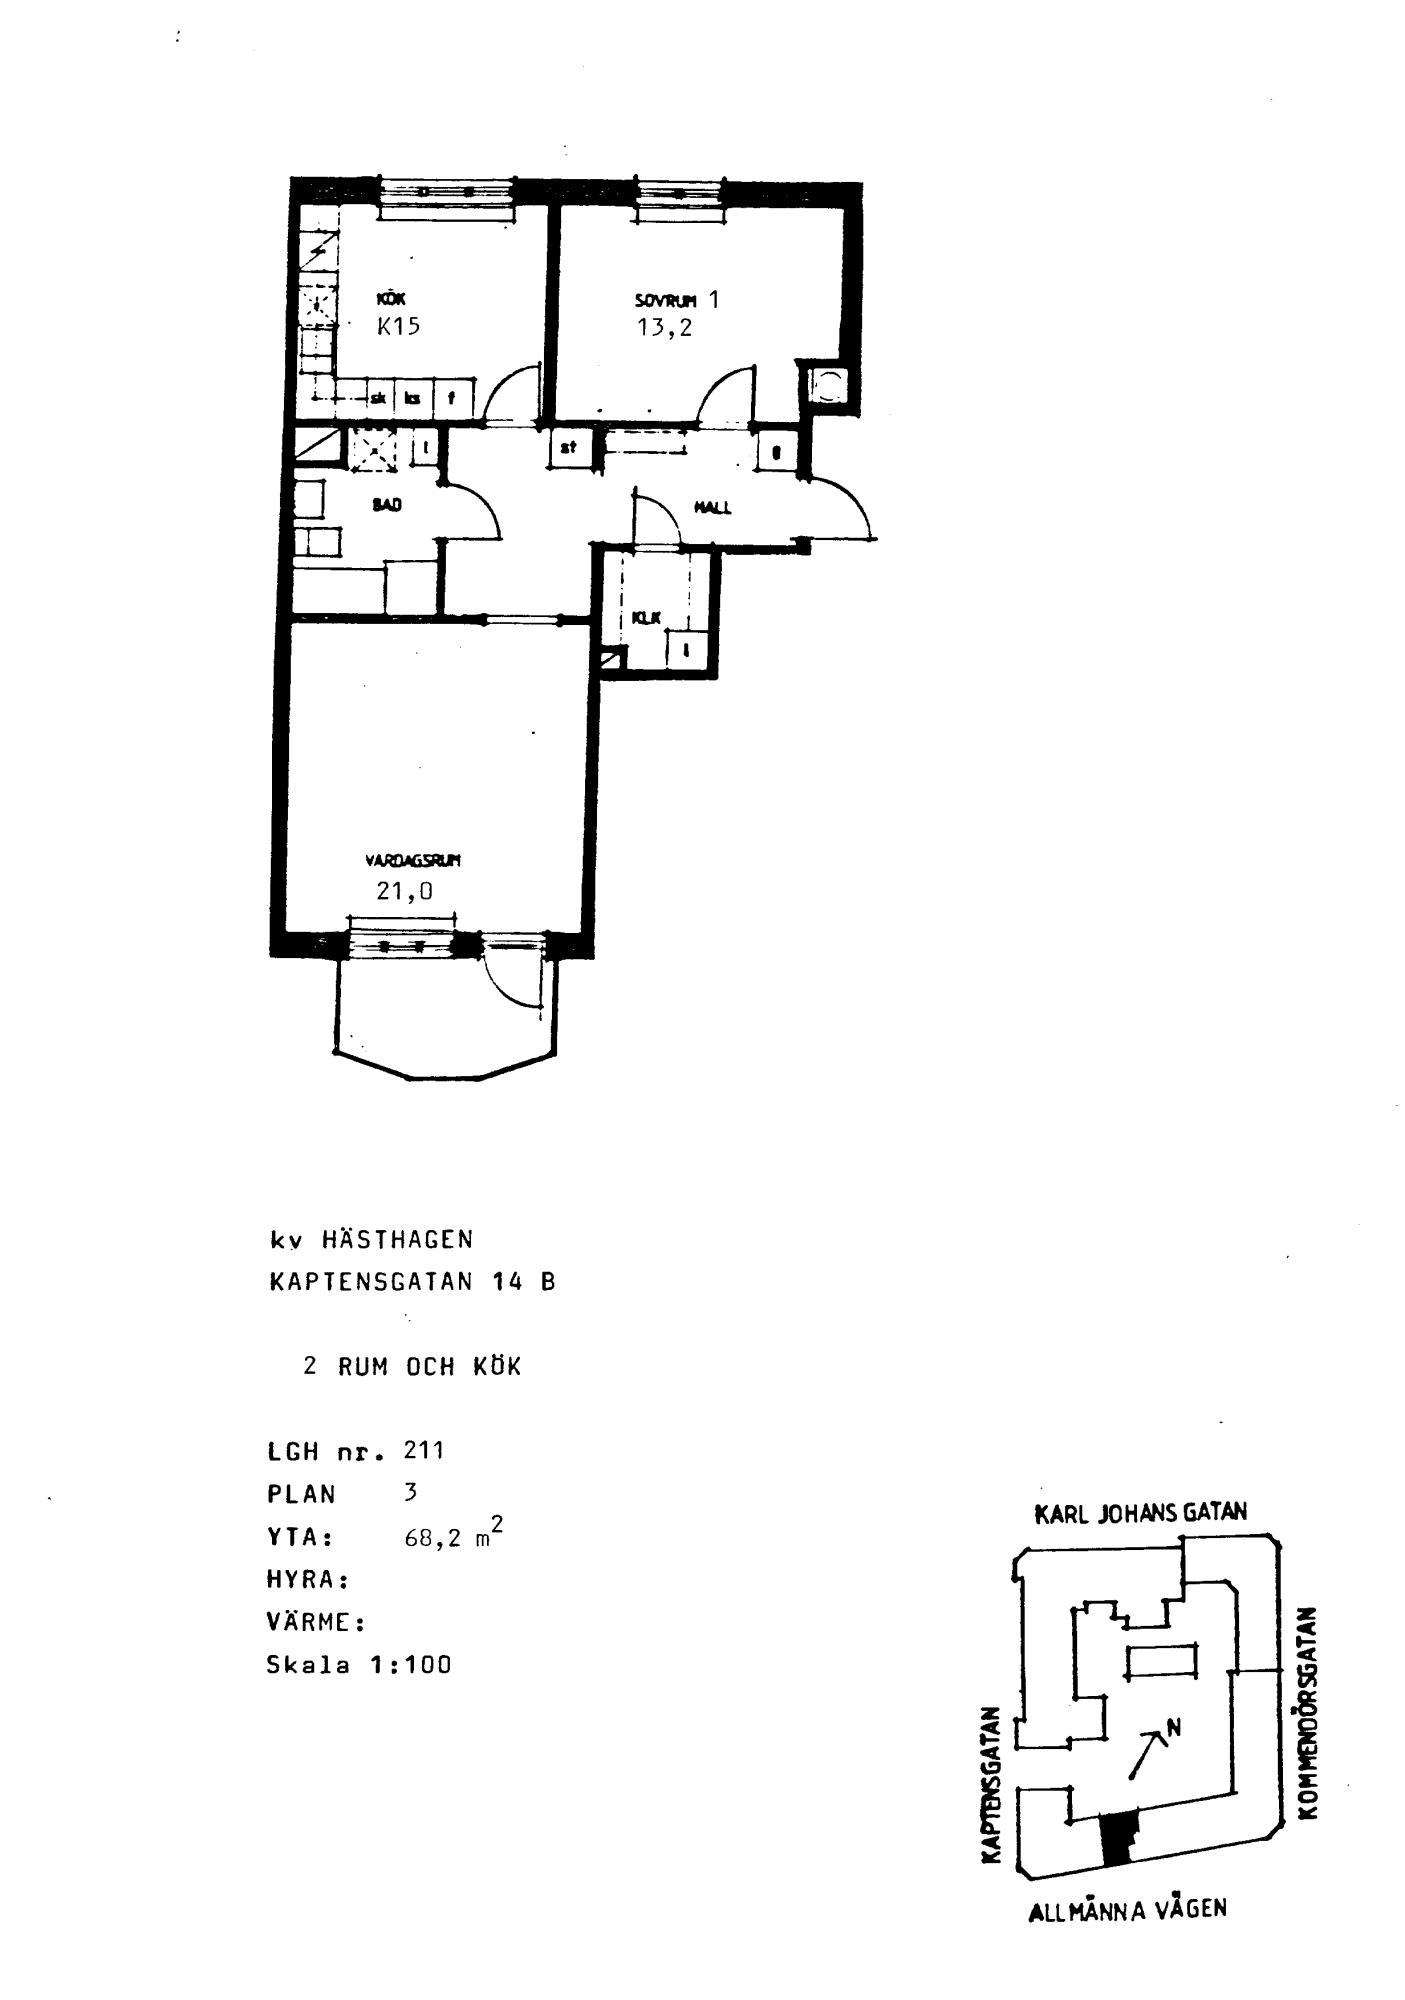 KÖK
K15
SOVRUM 1
13,2
sk
ks
f
l
st
g
BAD
HALL
KLK
l
VARDAGSRUM
21,0
kv HÄSTHAGEN
KAPTENSGATAN 14 B
2 RUM OCH KÖK
LGH nr. 211
PLAN 3
YTA: 68,2 m²
HYRA:
VÄRME:
Skala 1:100
KARL JOHANS GATAN
KAPTENSGATAN
KOMMENDÖRSGATAN
N
ALLMÄNNA VÄGEN